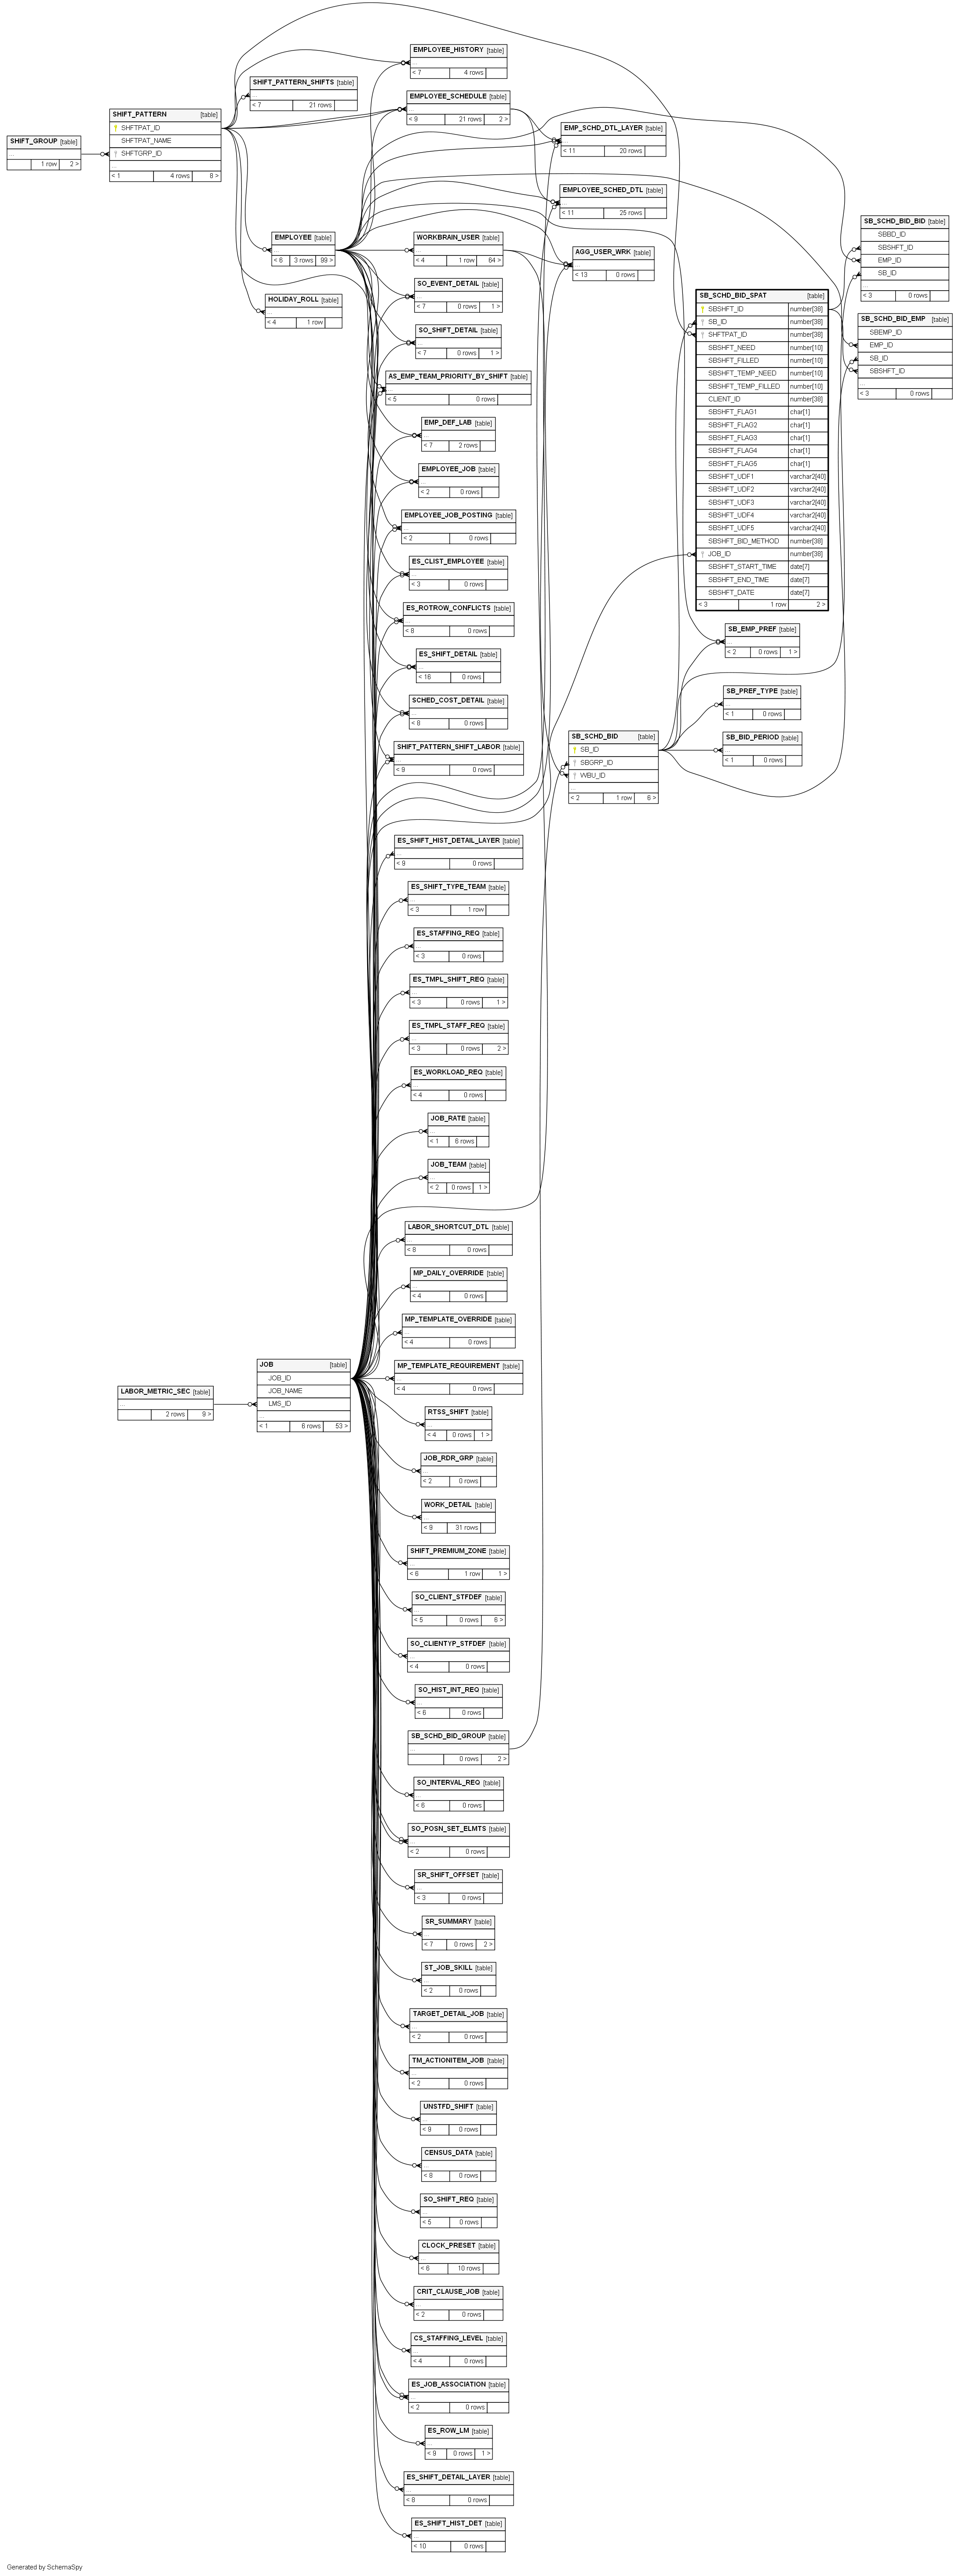 EMPLOYEE_HISTORY [table]
...
< 7 4 rows
SHIFT_PATTERN_SHIFTS [table]
...
< 7 21 rows
EMPLOYEE_SCHEDULE [table]
...
< 9 21 rows 2 >
SHIFT_PATTERN [table]
SHFTPAT_ID
SHFTPAT_NAME
SHFTGRP_ID
...
< 1 4 rows 8 >
SHIFT_GROUP [table]
...
1 row 2 >
EMP_SCHD_DTL_LAYER [table]
...
< 11 20 rows
EMPLOYEE_SCHED_DTL [table]
...
< 11 25 rows
EMPLOYEE [table]
...
< 6 3 rows 99 >
WORKBRAIN_USER [table]
...
< 4 1 row 64 >
AGG_USER_WRK [table]
...
< 13 0 rows
SB_SCHD_BID_BID [table]
SBBD_ID
SBSHFT_ID
EMP_ID
SB_ID
...
< 3 0 rows
SB_SCHD_BID_EMP [table]
SBEMP_ID
EMP_ID
SB_ID
SBSHFT_ID
...
< 3 0 rows
SB_SCHD_BID_SPAT [table]
SBSHFT_ID number[38]
SB_ID number[38]
SHFTPAT_ID number[38]
SBSHFT_NEED number[10]
SBSHFT_FILLED number[10]
SBSHFT_TEMP_NEED number[10]
SBSHFT_TEMP_FILLED number[10]
CLIENT_ID number[38]
SBSHFT_FLAG1 char[1]
SBSHFT_FLAG2 char[1]
SBSHFT_FLAG3 char[1]
SBSHFT_FLAG4 char[1]
SBSHFT_FLAG5 char[1]
SBSHFT_UDF1 varchar2[40]
SBSHFT_UDF2 varchar2[40]
SBSHFT_UDF3 varchar2[40]
SBSHFT_UDF4 varchar2[40]
SBSHFT_UDF5 varchar2[40]
SBSHFT_BID_METHOD number[38]
JOB_ID number[38]
SBSHFT_START_TIME date[7]
SBSHFT_END_TIME date[7]
SBSHFT_DATE date[7]
< 3 1 row 2 >
HOLIDAY_ROLL [table]
...
< 4 1 row
SO_EVENT_DETAIL [table]
...
< 7 0 rows 1 >
SO_SHIFT_DETAIL [table]
...
< 7 0 rows 1 >
AS_EMP_TEAM_PRIORITY_BY_SHIFT [table]
...
< 5 0 rows
EMP_DEF_LAB [table]
...
< 7 2 rows
EMPLOYEE_JOB [table]
...
< 2 0 rows
EMPLOYEE_JOB_POSTING [table]
...
< 2 0 rows
ES_CLIST_EMPLOYEE [table]
...
< 3 0 rows
ES_ROTROW_CONFLICTS [table]
...
< 8 0 rows
ES_SHIFT_DETAIL [table]
...
< 16 0 rows
SCHED_COST_DETAIL [table]
...
< 8 0 rows
SHIFT_PATTERN_SHIFT_LABOR [table]
...
< 9 0 rows
SB_EMP_PREF [table]
...
< 2 0 rows 1 >
SB_PREF_TYPE [table]
...
< 1 0 rows
SB_BID_PERIOD [table]
...
< 1 0 rows
SB_SCHD_BID [table]
SB_ID
SBGRP_ID
WBU_ID
...
< 2 1 row 6 >
ES_SHIFT_HIST_DETAIL_LAYER [table]
...
< 9 0 rows
ES_SHIFT_TYPE_TEAM [table]
...
< 3 1 row
ES_STAFFING_REQ [table]
...
< 3 0 rows
ES_TMPL_SHIFT_REQ [table]
...
< 3 0 rows 1 >
ES_TMPL_STAFF_REQ [table]
...
< 3 0 rows 2 >
ES_WORKLOAD_REQ [table]
...
< 4 0 rows
JOB_RATE [table]
...
< 1 6 rows
JOB_TEAM [table]
...
< 2 0 rows 1 >
LABOR_SHORTCUT_DTL [table]
...
< 8 0 rows
MP_DAILY_OVERRIDE [table]
...
< 4 0 rows
MP_TEMPLATE_OVERRIDE [table]
...
< 4 0 rows
MP_TEMPLATE_REQUIREMENT [table]
...
< 4 0 rows
JOB [table]
JOB_ID
JOB_NAME
LMS_ID
...
< 1 6 rows 53 >
LABOR_METRIC_SEC [table]
...
2 rows 9 >
RTSS_SHIFT [table]
...
< 4 0 rows 1 >
JOB_RDR_GRP [table]
...
< 2 0 rows
WORK_DETAIL [table]
...
< 9 31 rows
SHIFT_PREMIUM_ZONE [table]
...
< 6 1 row 1 >
SO_CLIENT_STFDEF [table]
...
< 5 0 rows 6 >
SO_CLIENTYP_STFDEF [table]
...
< 4 0 rows
SO_HIST_INT_REQ [table]
...
< 6 0 rows
SB_SCHD_BID_GROUP [table]
...
0 rows 2 >
SO_INTERVAL_REQ [table]
...
< 6 0 rows
SO_POSN_SET_ELMTS [table]
...
< 2 0 rows
SR_SHIFT_OFFSET [table]
...
< 3 0 rows
SR_SUMMARY [table]
...
< 7 0 rows 2 >
ST_JOB_SKILL [table]
...
< 2 0 rows
TARGET_DETAIL_JOB [table]
...
< 2 0 rows
TM_ACTIONITEM_JOB [table]
...
< 2 0 rows
UNSTFD_SHIFT [table]
...
< 9 0 rows
CENSUS_DATA [table]
...
< 8 0 rows
SO_SHIFT_REQ [table]
...
< 5 0 rows
CLOCK_PRESET [table]
...
< 6 10 rows
CRIT_CLAUSE_JOB [table]
...
< 2 0 rows
CS_STAFFING_LEVEL [table]
...
< 4 0 rows
ES_JOB_ASSOCIATION [table]
...
< 2 0 rows
ES_ROW_LM [table]
...
< 8 0 rows 1 >
ES_SHIFT_DETAIL_LAYER [table]
...
< 8 0 rows
ES_SHIFT_HIST_DET [table]
...
< 10 0 rows
Generated by SchemaSpy